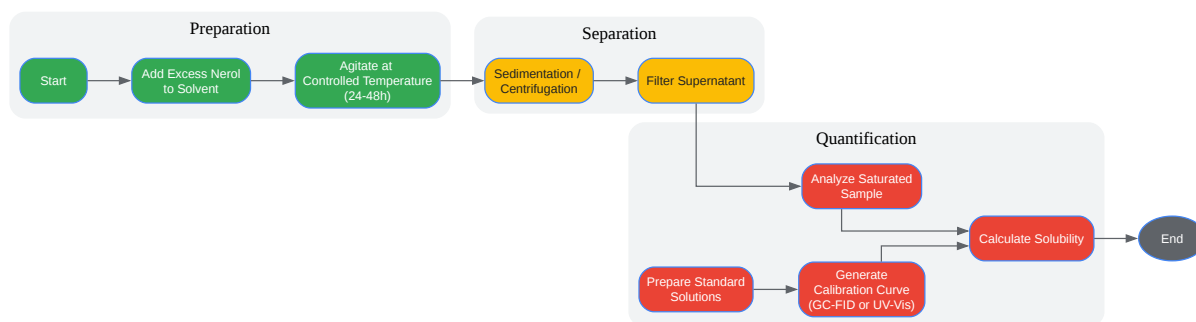 Preparation
Start
Add Excess Nerol
to Solvent
Agitate at
Controlled Temperature
(24-48h)
Separation
Sedimentation /
Centrifugation
Filter Supernatant
Quantification
Analyze Saturated
Sample
Prepare Standard
Solutions
Generate
Calibration Curve
(GC-FID or UV-Vis)
Calculate Solubility
End